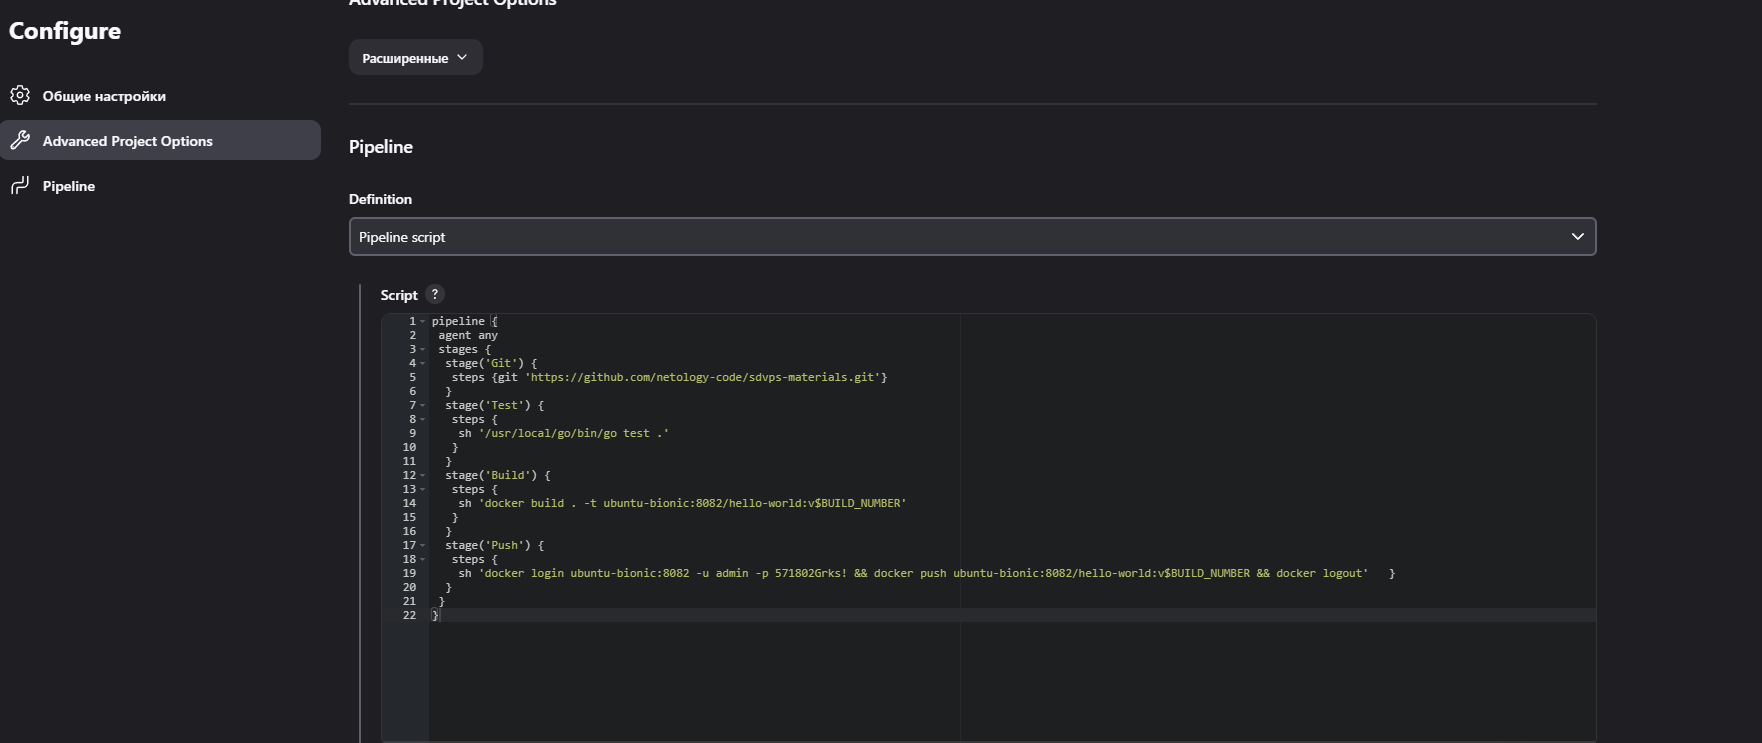 Advanced Project Options
Configure
Расширенные
Общие настройки
Advanced Project Options
Pipeline
Pipeline
Definition
Pipeline script
Script ?
1 pipeline {
2  agent any
3  stages {
4   stage('Git') {
5    steps {git 'https://github.com/netology-code/sdvps-materials.git'}
6   }
7   stage('Test') {
8    steps {
9     sh '/usr/local/go/bin/go test .'
10    }
11   }
12   stage('Build') {
13    steps {
14     sh 'docker build . -t ubuntu-bionic:8082/hello-world:v$BUILD_NUMBER'
15    }
16   }
17   stage('Push') {
18    steps {
19     sh 'docker login ubuntu-bionic:8082 -u admin -p 571802Grks! && docker push ubuntu-bionic:8082/hello-world:v$BUILD_NUMBER && docker logout'   }
20   }
21  }
22 }